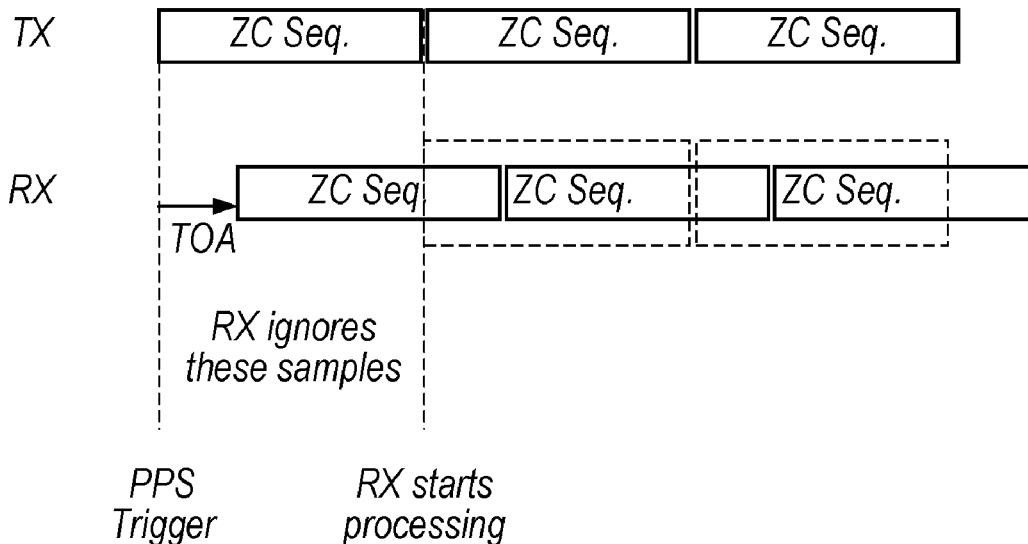 TX
ZC Seq.
ZC Seq.
ZC Seq.
RX
ZC Seq
ZC Seq.
ZC Seq.
TOA
RX ignores
these samples
PPS
Trigger
RX starts
processing